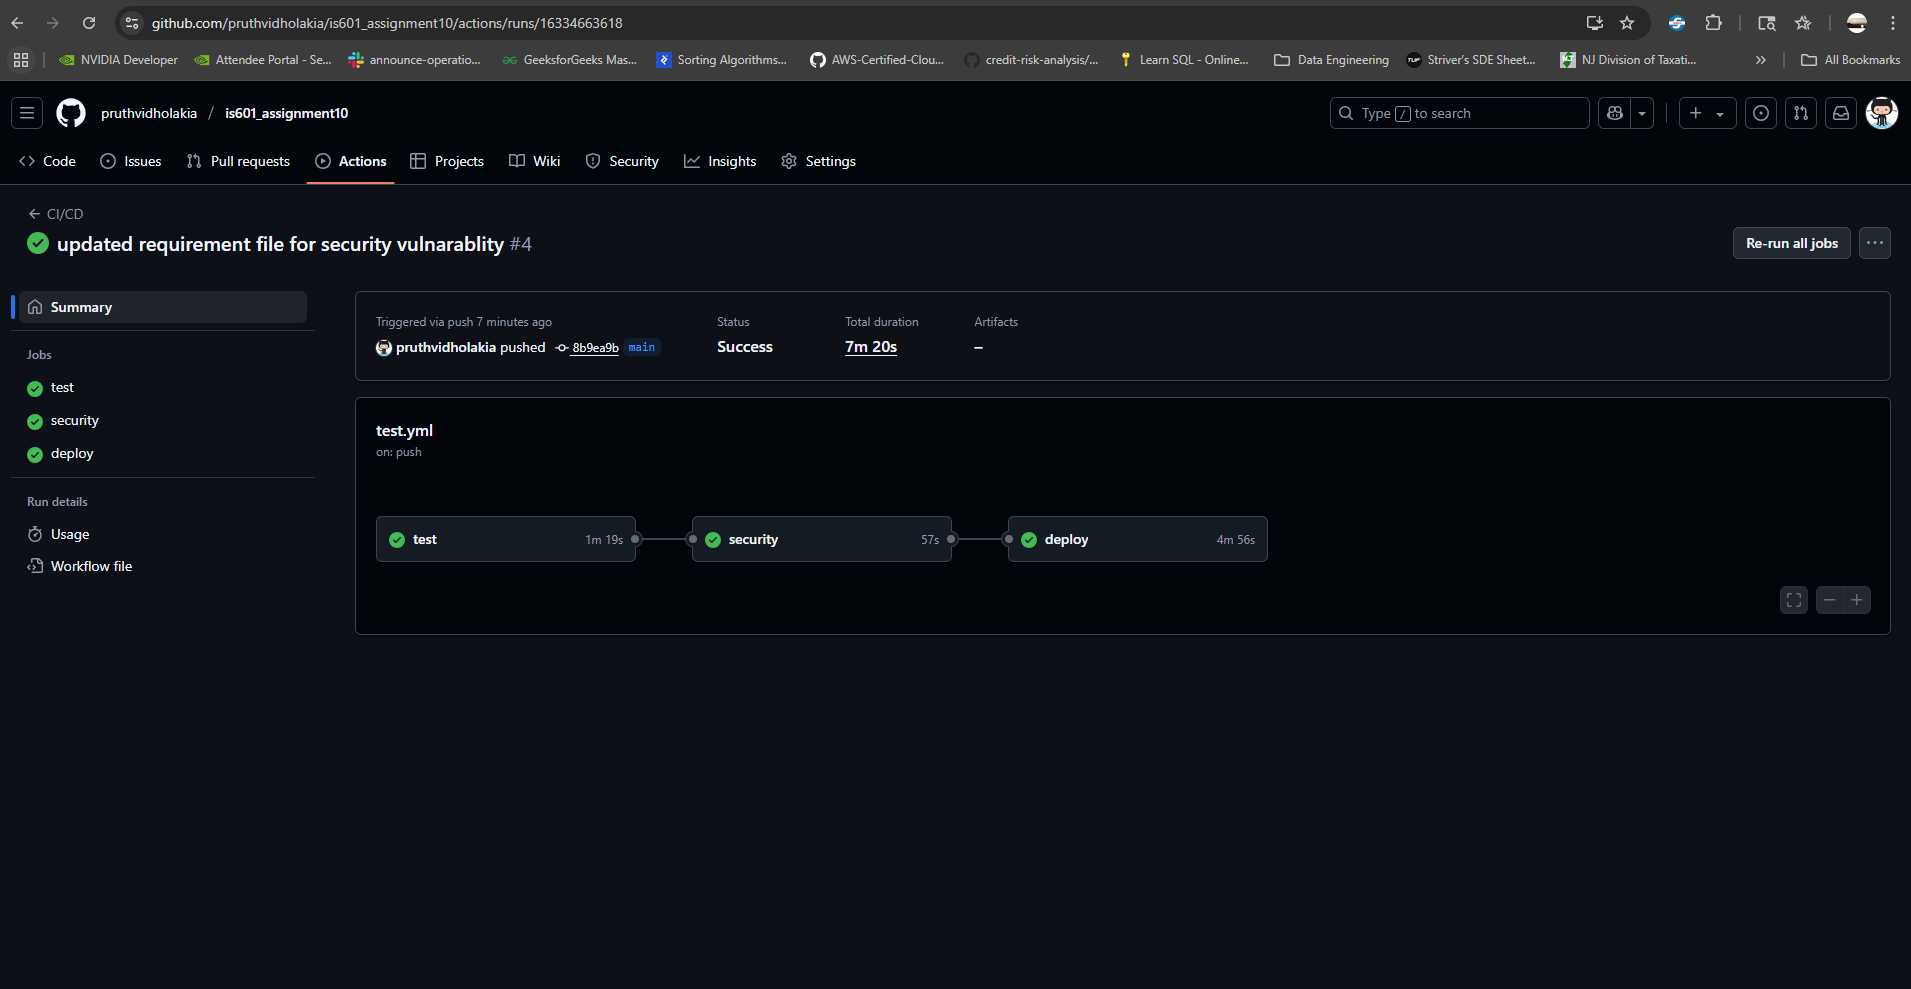 github.com/pruthvidholakia/is601_assignment10/actions/runs/16334663618
NVIDIA Developer
Attendee Portal - Se...
announce-operatio...
GeeksforGeeks Mas...
Sorting Algorithms...
AWS-Certified-Clou...
credit-risk-analysis/...
Learn SQL - Online...
Data Engineering
Striver's SDE Sheet...
NJ Division of Taxati...
All Bookmarks
pruthvidholakia / is601_assignment10
Type / to search
Code
Issues
Pull requests
Actions
Projects
Wiki
Security
Insights
Settings
CI/CD
updated requirement file for security vulnarablity #4
Re-run all jobs
Summary
Jobs
test
security
deploy
Run details
Usage
Workflow file
Triggered via push 7 minutes ago
pruthvidholakia pushed 8b9ea9b main
Status
Success
Total duration
7m 20s
Artifacts
–
test.yml
on: push
test 1m 19s
security 57s
deploy 4m 56s